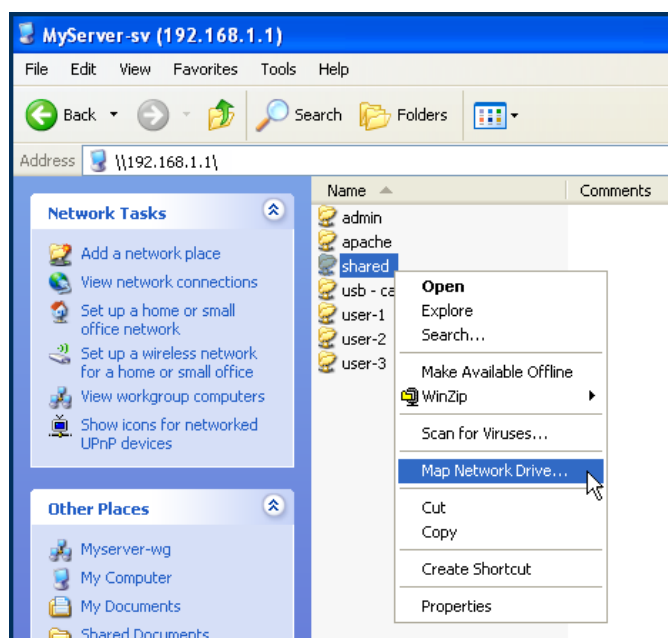 MyServer-sv (192.168.1.1)
File Edit View Favorites Tools Help
Back Search Folders
Address \\192.168.1.1\
Name Comments
Network Tasks
Add a network place
View network connections
Set up a home or small
office network
Set up a wireless network
for a home or small office
View workgroup computers
Show icons for networked
UPnP devices
Other Places
Myserver-wg
My Computer
My Documents
Shared Documents
admin
apache
shared
usb - ca
user-1
user-2
user-3
Open
Explore
Search...
Make Available Offline
WinZip
Scan for Viruses...
Map Network Drive...
Cut
Copy
Create Shortcut
Properties